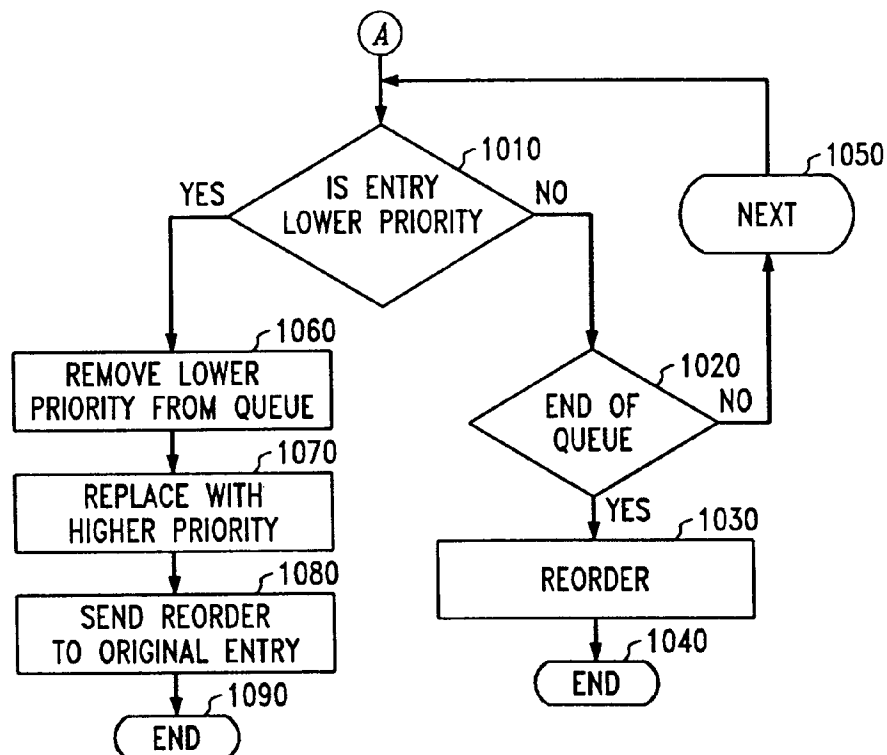 A
1010
IS ENTRY
LOWER PRIORITY
YES
NO
1050
NEXT
1060
REMOVE LOWER
PRIORITY FROM QUEUE
1020
END OF
QUEUE
NO
YES
1070
REPLACE WITH
HIGHER PRIORITY
1030
REORDER
1080
SEND REORDER
TO ORIGINAL ENTRY
1040
END
1090
END